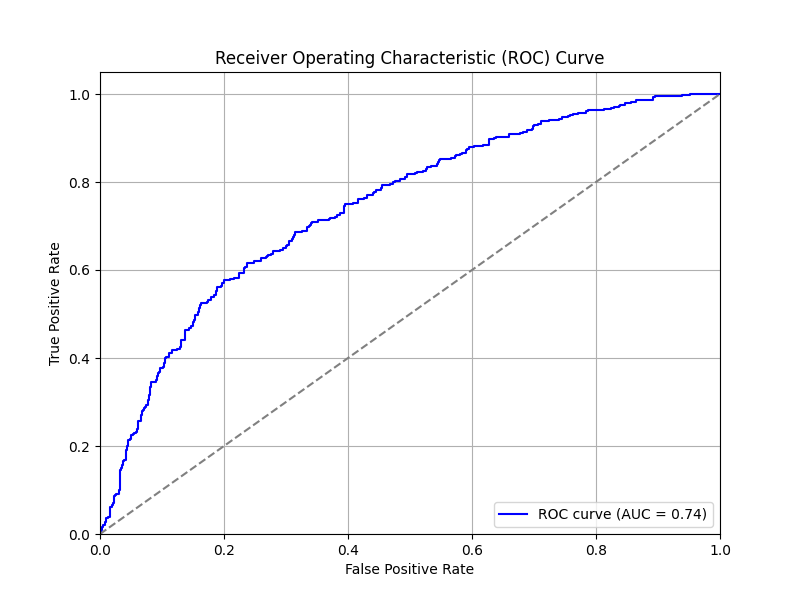 Receiver Operating Characteristic (ROC) Curve
True Positive Rate
1.0
0.8
0.6
0.4
0.2
0.0
ROC curve (AUC = 0.74)
0.0 0.2 0.4 0.6 0.8 1.0
False Positive Rate